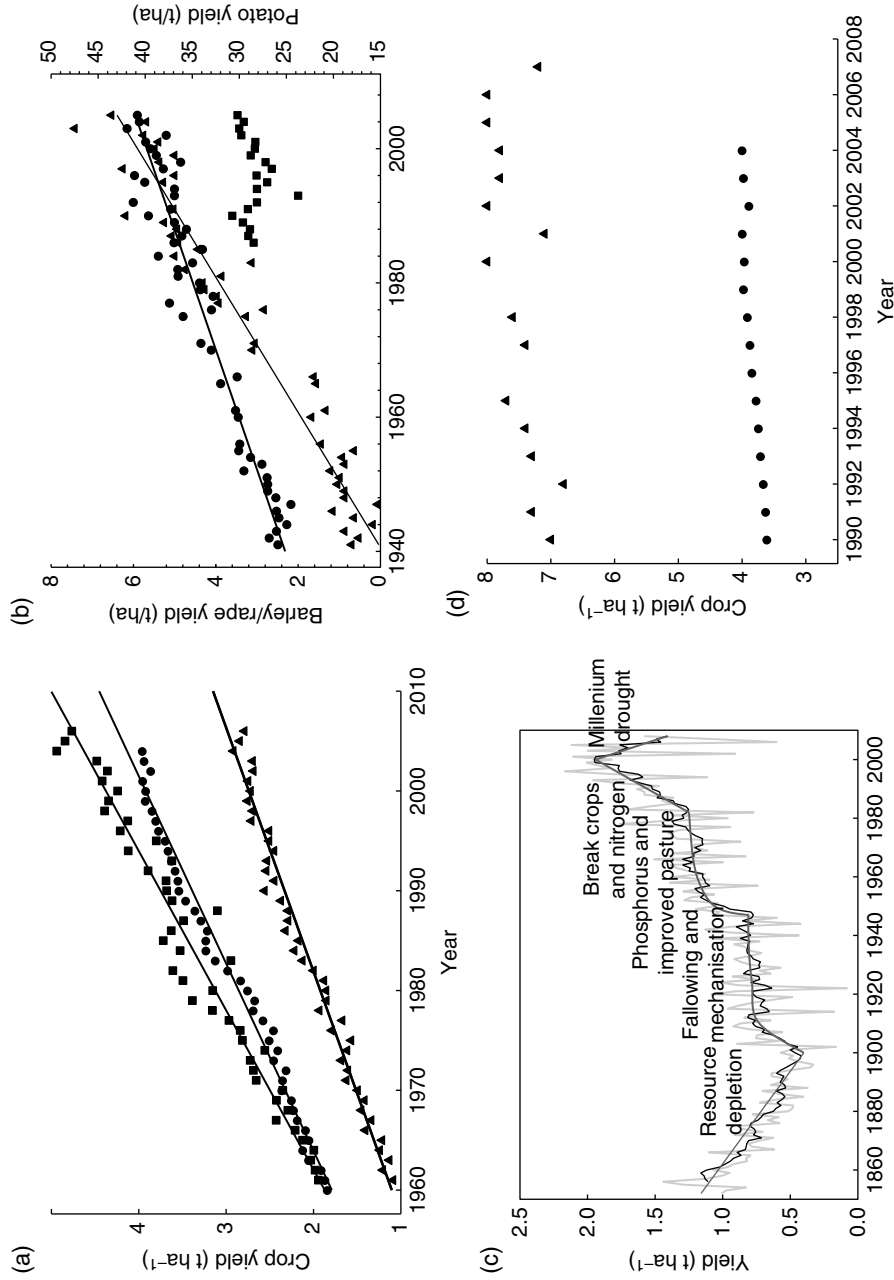 (a)
Crop yield (t ha⁻¹)
4
3
2
1
1960
1970
1980
1990
2000
2010
Year
(b)
Barley/rape yield (t/ha)
8
6
4
2
0
1940
1960
1980
2000
Potato yield (t/ha)
50
45
40
35
30
25
20
15
(c)
Yield (t ha⁻¹)
2.5
2.0
1.5
1.0
0.5
0.0
1860
1880
1900
1920
1940
1960
1980
2000
Resource
depletion
Fallowing and
mechanisation
Phosphorus and
improved pasture
Break crops
and nitrogen
Millenium
drought
(d)
Crop yield (t ha⁻¹)
8
7
6
5
4
3
1990
1992
1994
1996
1998
2000
2002
2004
2006
2008
Year